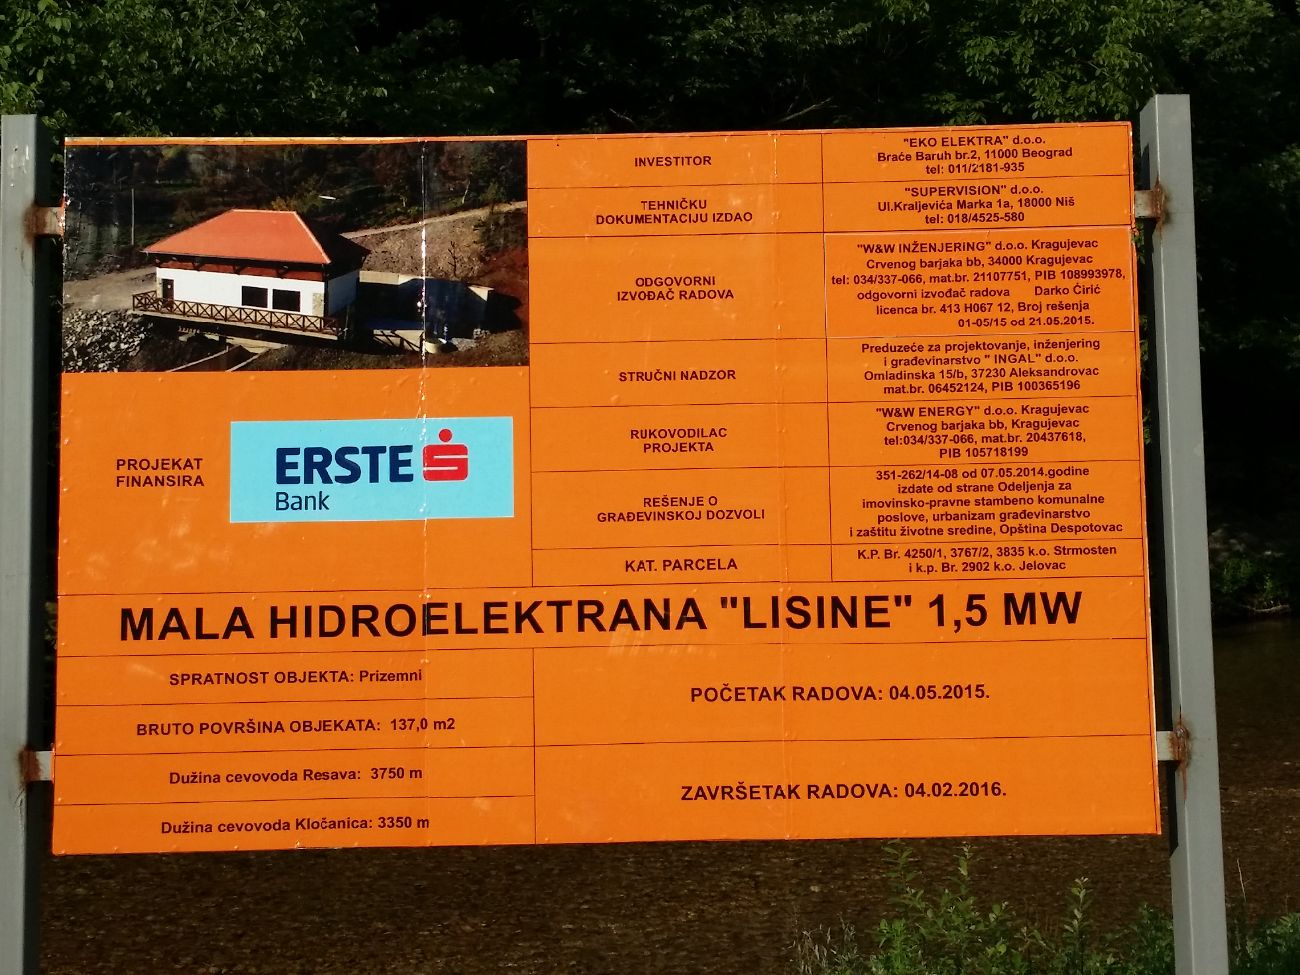 INVESTITOR
"EKO ELEKTRA" d.o.o.
Braće Baruh br.2, 11000 Beograd
tel: 011/2181-935
TEHNIČKU
DOKUMENTACIJU IZDAO
"SUPERVISION" d.o.o.
Ul.Kraljevića Marka 1a, 18000 Niš
tel: 018/4525-580
ODGOVORNI
IZVOĐAČ RADOVA
"W&W INŽENJERING" d.o.o. Kragujevac
Crvenog barjaka bb, 34000 Kragujevac
tel: 034/337-066, mat.br. 21107751, PIB 108993978,
odgovorni izvođač radova Darko Ćirić
licenca br. 413 H067 12, Broj rešenja
01-05/15 od 21.05.2015.
STRUČNI NADZOR
Preduzeće za projektovanje, inženjering
i građevinarstvo " INGAL" d.o.o.
Omladinska 15/b, 37230 Aleksandrovac
mat.br. 06452124, PIB 100365196
RUKOVODILAC
PROJEKTA
"W&W ENERGY" d.o.o. Kragujevac
Crvenog barjaka bb, Kragujevac
tel:034/337-066, mat.br. 20437618,
PIB 105718199
REŠENJE O
GRAĐEVINSKOJ DOZVOLI
351-262/14-08 od 07.05.2014.godine
izdate od strane Odeljenja za
imovinsko-pravne stambeno komunalne
poslove, urbanizam građevinarstvo
i zaštitu životne sredine, Opština Despotovac
KAT. PARCELA
K.P. Br. 4250/1, 3767/2, 3835 k.o. Strmosten
i k.p. Br. 2902 k.o. Jelovac
PROJEKAT
FINANSIRA
ERSTE
Bank
MALA HIDROELEKTRANA "LISINE" 1,5 MW
SPRATNOST OBJEKTA: Prizemni
BRUTO POVRŠINA OBJEKATA: 137,0 m2
Dužina cevovoda Resava: 3750 m
Dužina cevovoda Kločanica: 3350 m
POČETAK RADOVA: 04.05.2015.
ZAVRŠETAK RADOVA: 04.02.2016.